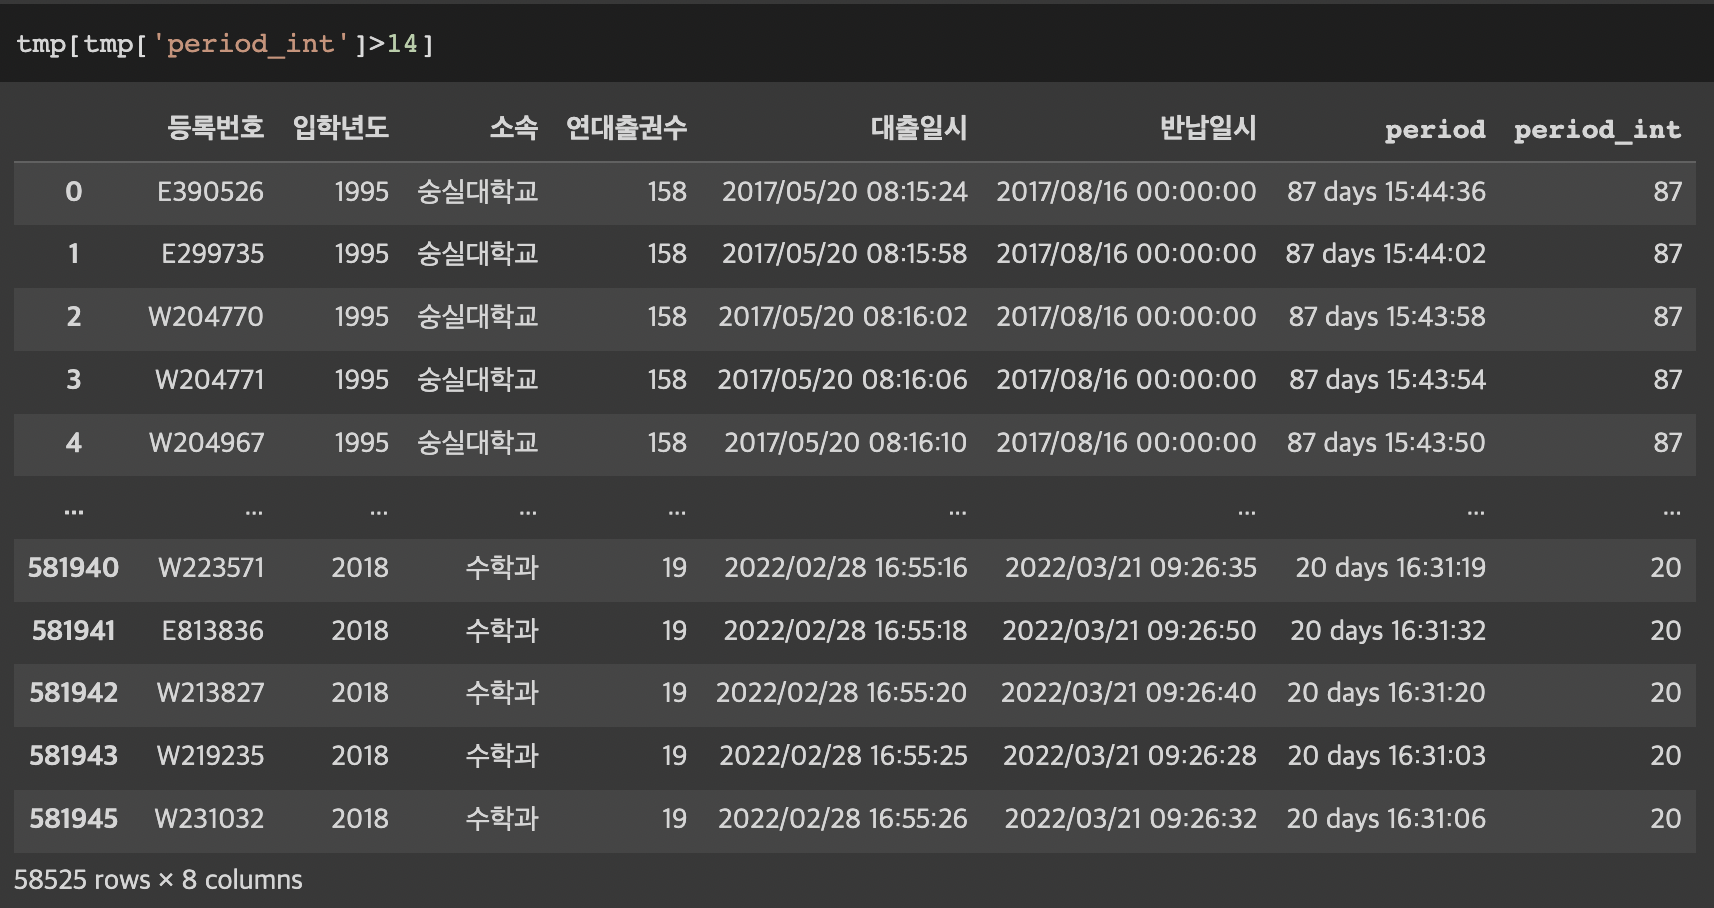 tmp[tmp['period_int']>14]
등록번호 입학년도 소속 연대출권수 대출일시 반납일시 period period_int
0 E390526 1995 숭실대학교 158 2017/05/20 08:15:24 2017/08/16 00:00:00 87 days 15:44:36 87
1 E299735 1995 숭실대학교 158 2017/05/20 08:15:58 2017/08/16 00:00:00 87 days 15:44:02 87
2 W204770 1995 숭실대학교 158 2017/05/20 08:16:02 2017/08/16 00:00:00 87 days 15:43:58 87
3 W204771 1995 숭실대학교 158 2017/05/20 08:16:06 2017/08/16 00:00:00 87 days 15:43:54 87
4 W204967 1995 숭실대학교 158 2017/05/20 08:16:10 2017/08/16 00:00:00 87 days 15:43:50 87
... ... ... ... ... ... ... ... ...
581940 W223571 2018 수학과 19 2022/02/28 16:55:16 2022/03/21 09:26:35 20 days 16:31:19 20
581941 E813836 2018 수학과 19 2022/02/28 16:55:18 2022/03/21 09:26:50 20 days 16:31:32 20
581942 W213827 2018 수학과 19 2022/02/28 16:55:20 2022/03/21 09:26:40 20 days 16:31:20 20
581943 W219235 2018 수학과 19 2022/02/28 16:55:25 2022/03/21 09:26:28 20 days 16:31:03 20
581945 W231032 2018 수학과 19 2022/02/28 16:55:26 2022/03/21 09:26:32 20 days 16:31:06 20
58525 rows × 8 columns